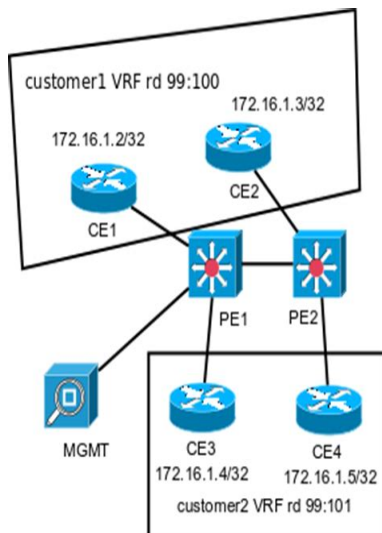 customer1 VRF rd 99:100
172.16.1.3/32
172.16.1.2/32
CE2
CE1
PE1
PE2
MGMT
CE3
CE4
172.16.1.4/32
172.16.1.5/32
customer2 VRF rd 99:101